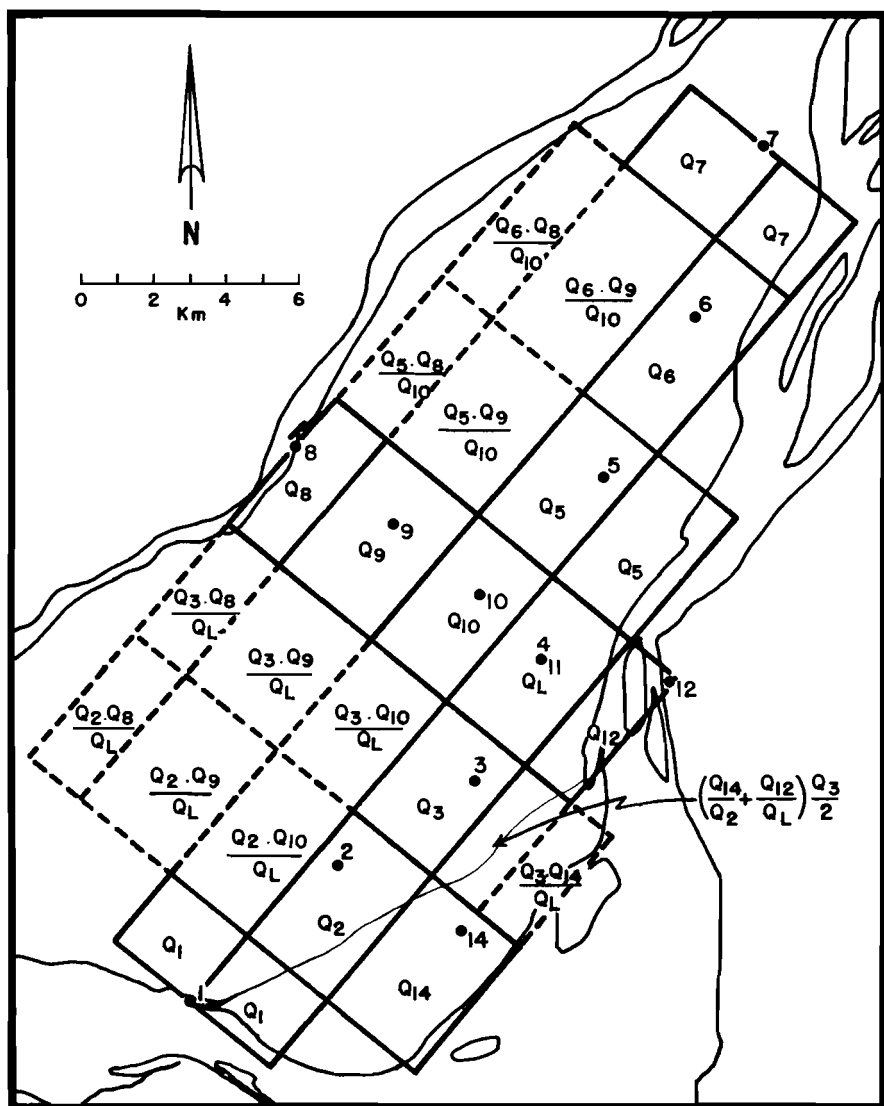 7
Q7
N
Q6·Q8
Q10
Q7
0 2 4 6
Km
Q6·Q9
Q10
6
Q6
Q5·Q8
Q10
Q5·Q9
Q10
8
Q8
5
Q5
9
Q9
Q5
10
Q10
Q3·Q8
QL
4
11
QL
Q3·Q9
QL
12
Q2·Q8
QL
Q3·Q10
QL
Q12
Q2·Q9
QL
3
Q3
(Q14/Q2 + Q12/QL) Q3/2
Q2·Q10
QL
2
Q3·Q14
QL
Q2
14
Q1
Q14
1
Q1